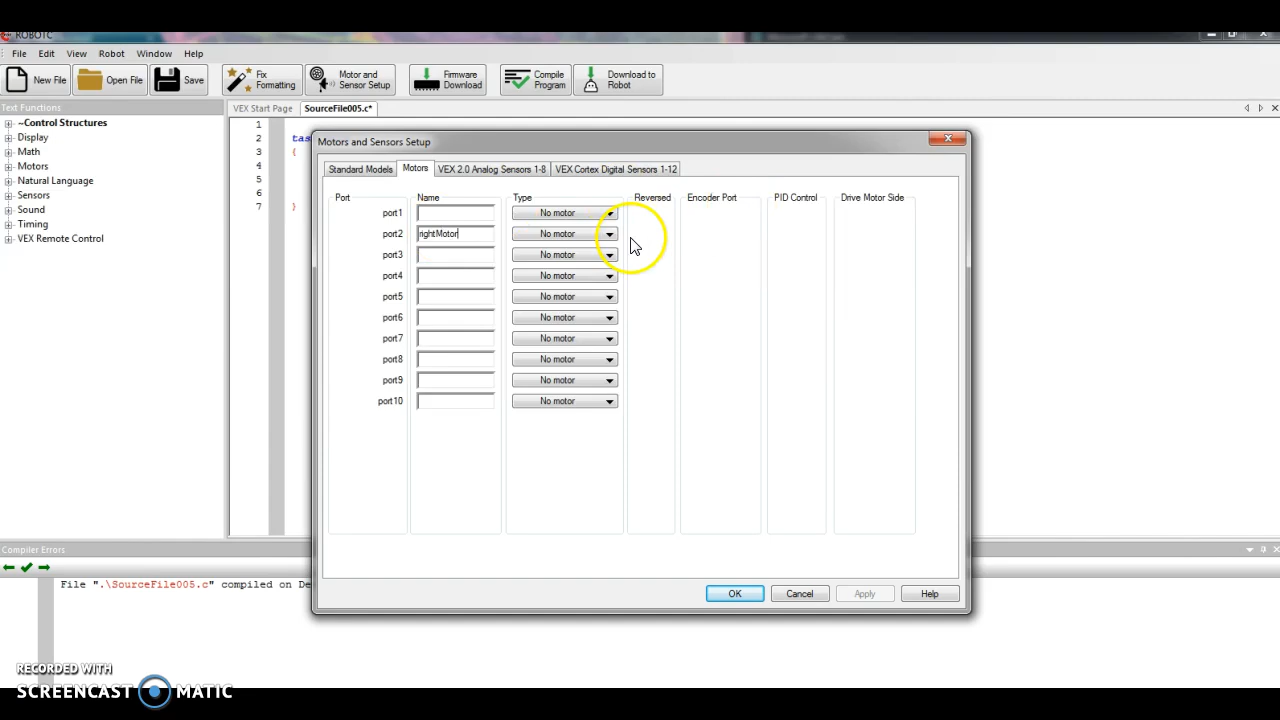 ROBOTC
File Edit View Robot Window Help
New File Open File Save Fix Formatting Motor and Sensor Setup Firmware Download Compile Program Download to Robot
Text Functions
VEX Start Page SourceFile005.c*
~Control Structures
Display
Math
Motors
Natural Language
Sensors
Sound
Timing
VEX Remote Control
1
2 tas
3 {
4
5
6
7 }
Motors and Sensors Setup
Standard Models Motors VEX 2.0 Analog Sensors 1-8 VEX Cortex Digital Sensors 1-12
Port Name Type Reversed Encoder Port PID Control Drive Motor Side
port1 No motor
port2 rightMotor No motor
port3 No motor
port4 No motor
port5 No motor
port6 No motor
port7 No motor
port8 No motor
port9 No motor
port10 No motor
OK Cancel Apply Help
Compiler Errors
File ".\SourceFile005.c" compiled on De
RECORDED WITH
SCREENCAST MATIC